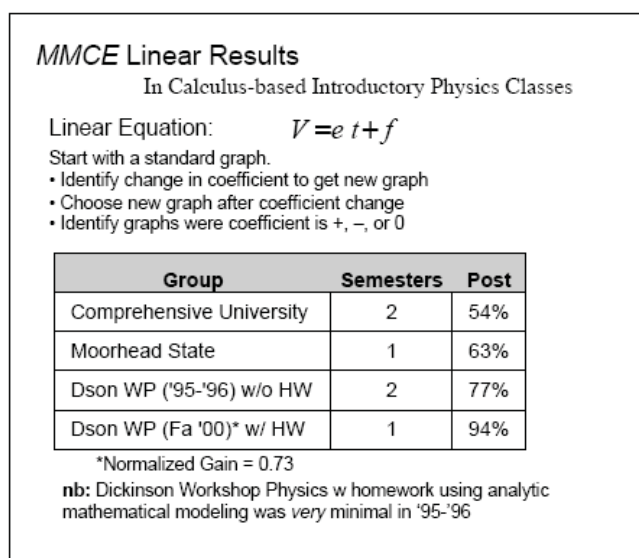 MMCE Linear Results
In Calculus-based Introductory Physics Classes
Linear Equation: V = e t + f
Start with a standard graph.
• Identify change in coefficient to get new graph
• Choose new graph after coefficient change
• Identify graphs were coefficient is +, –, or 0
Group Semesters Post
Comprehensive University 2 54%
Moorhead State 1 63%
Dson WP ('95-'96) w/o HW 2 77%
Dson WP (Fa '00)* w/ HW 1 94%
*Normalized Gain = 0.73
nb: Dickinson Workshop Physics w homework using analytic
mathematical modeling was very minimal in '95-'96